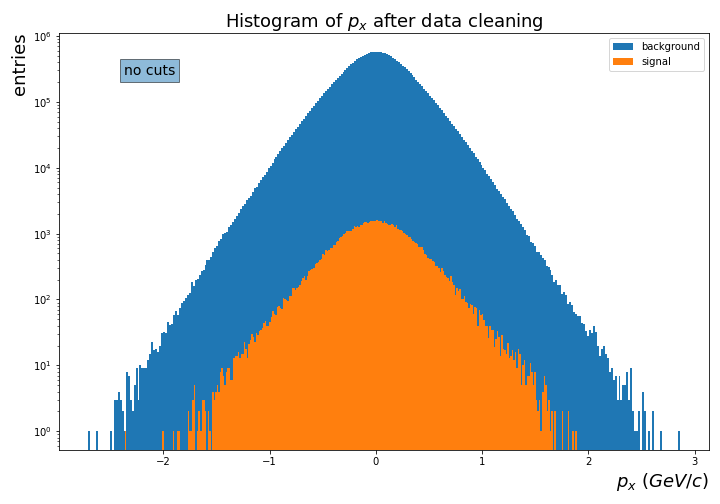 Histogram of $p_x$ after data cleaning
entries
no cuts
background
signal
10^6
10^5
10^4
10^3
10^2
10^1
10^0
−2 −1 0 1 2 3
$p_x$ (GeV/c)